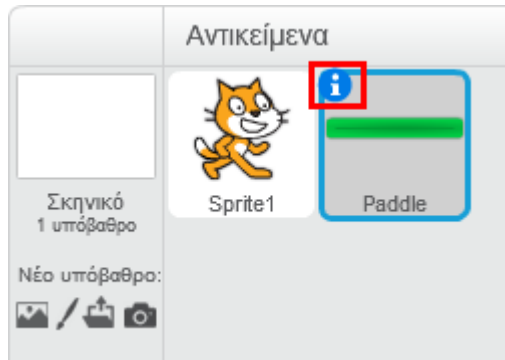 Αντικείμενα
Σκηνικό
1 υπόβαθρο
Sprite1
Paddle
Νέο υπόβαθρο: